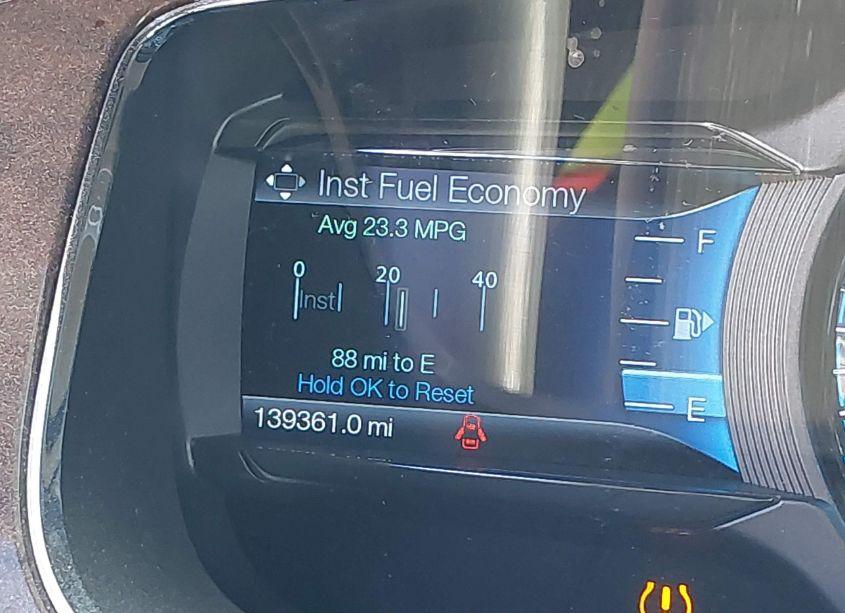 Inst Fuel Economy
Avg 23.3 MPG
0 20 40
Inst
88 mi to E
Hold OK to Reset
139361.0 mi
F
E